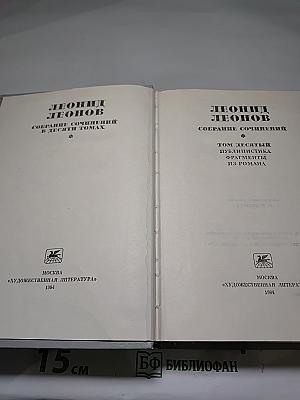 ЛЕОНИД
ЛЕОНОВ
СОБРАНИЕ СОЧИНЕНИЙ
В ДЕСЯТИ ТОМАХ
*
МОСКВА
«ХУДОЖЕСТВЕННАЯ ЛИТЕРАТУРА»
1984
ЛЕОНИД
ЛЕОНОВ
СОБРАНИЕ СОЧИНЕНИЙ
*
ТОМ ДЕСЯТЫЙ
ПУБЛИЦИСТИКА
ФРАГМЕНТЫ
ИЗ РОМАНА
МОСКВА
«ХУДОЖЕСТВЕННАЯ ЛИТЕРАТУ
1984
15 см
БФ БИБЛИОФАН